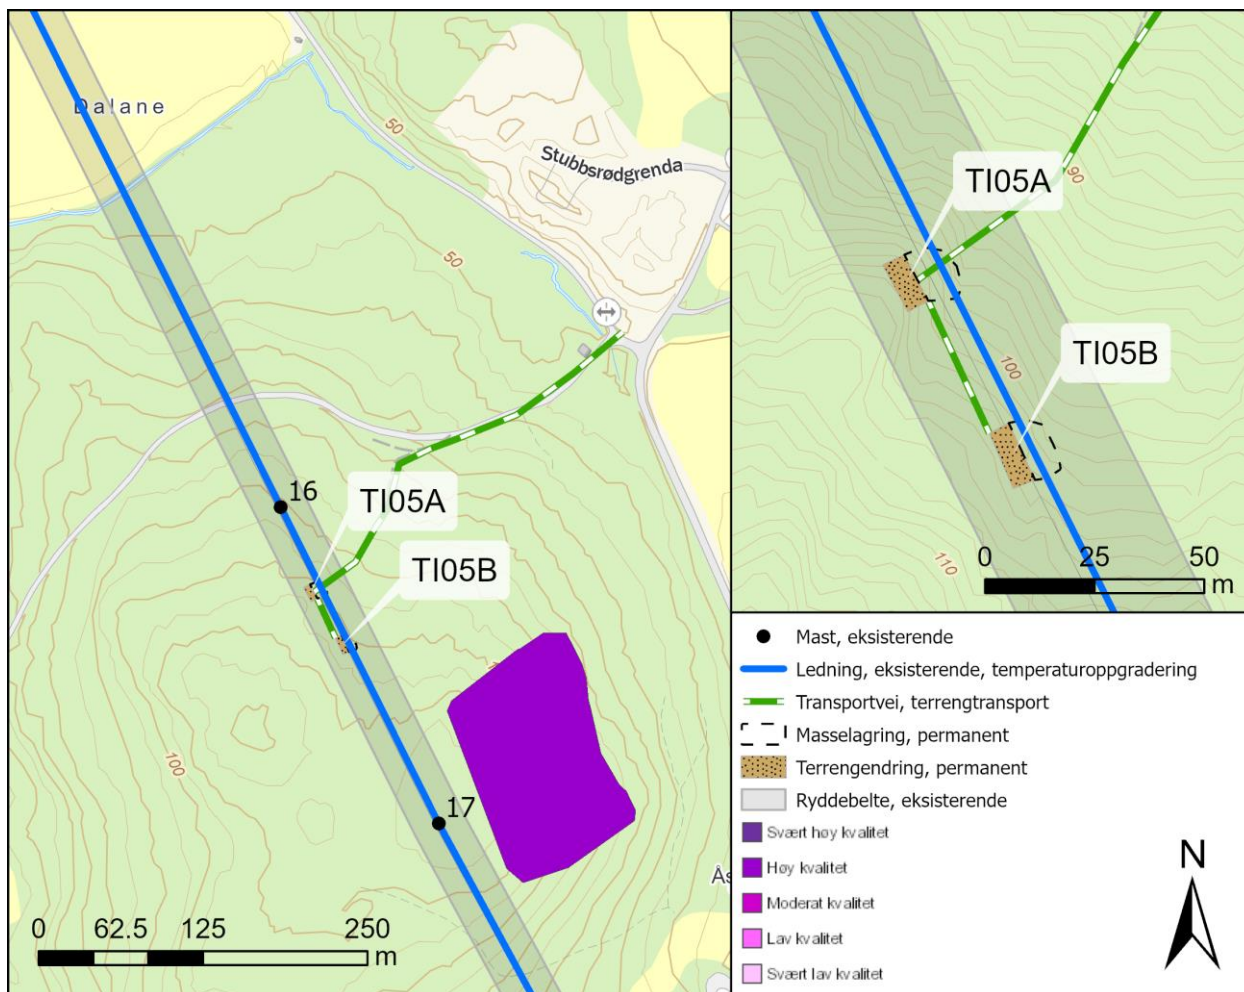 Dalane
50
Stubbsrødgrenda
50
16
TI05A
TI05B
100
17
0 62.5 125 250
m
TI05A
90
TI05B
100
110
0 25 50
m
Mast, eksisterende
Ledning, eksisterende, temperaturoppgradering
Transportvei, terrengtransport
Masselagring, permanent
Terrengendring, permanent
Ryddebelte, eksisterende
Svært høy kvalitet
Høy kvalitet
Moderat kvalitet
Lav kvalitet
Svært lav kvalitet
N
Ås